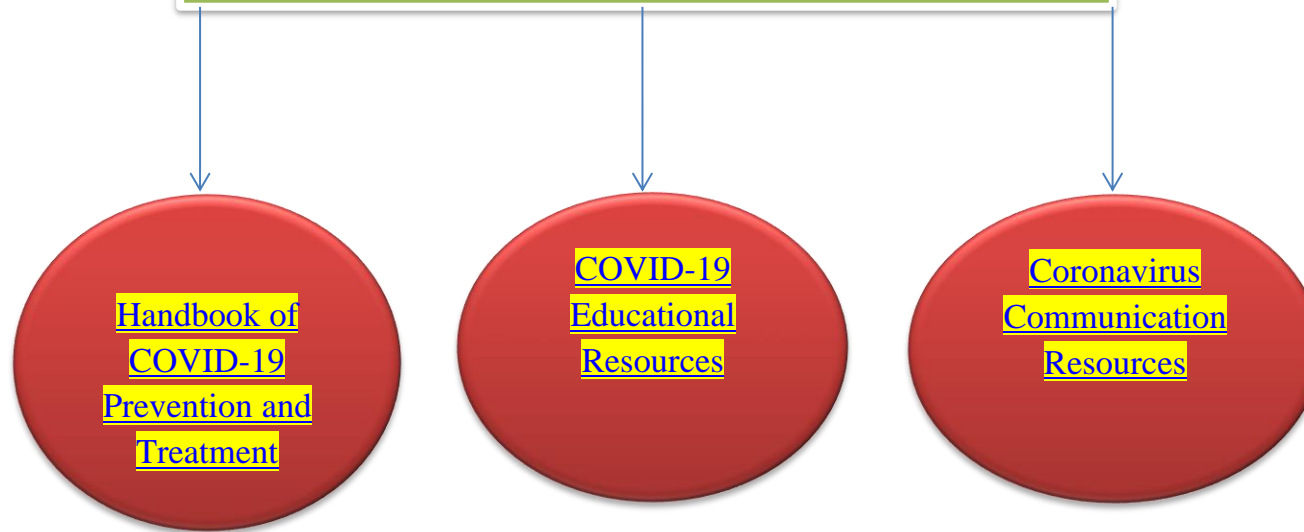 Handbook of
COVID-19
Prevention and
Treatment
COVID-19
Educational
Resources
Coronavirus
Communication
Resources